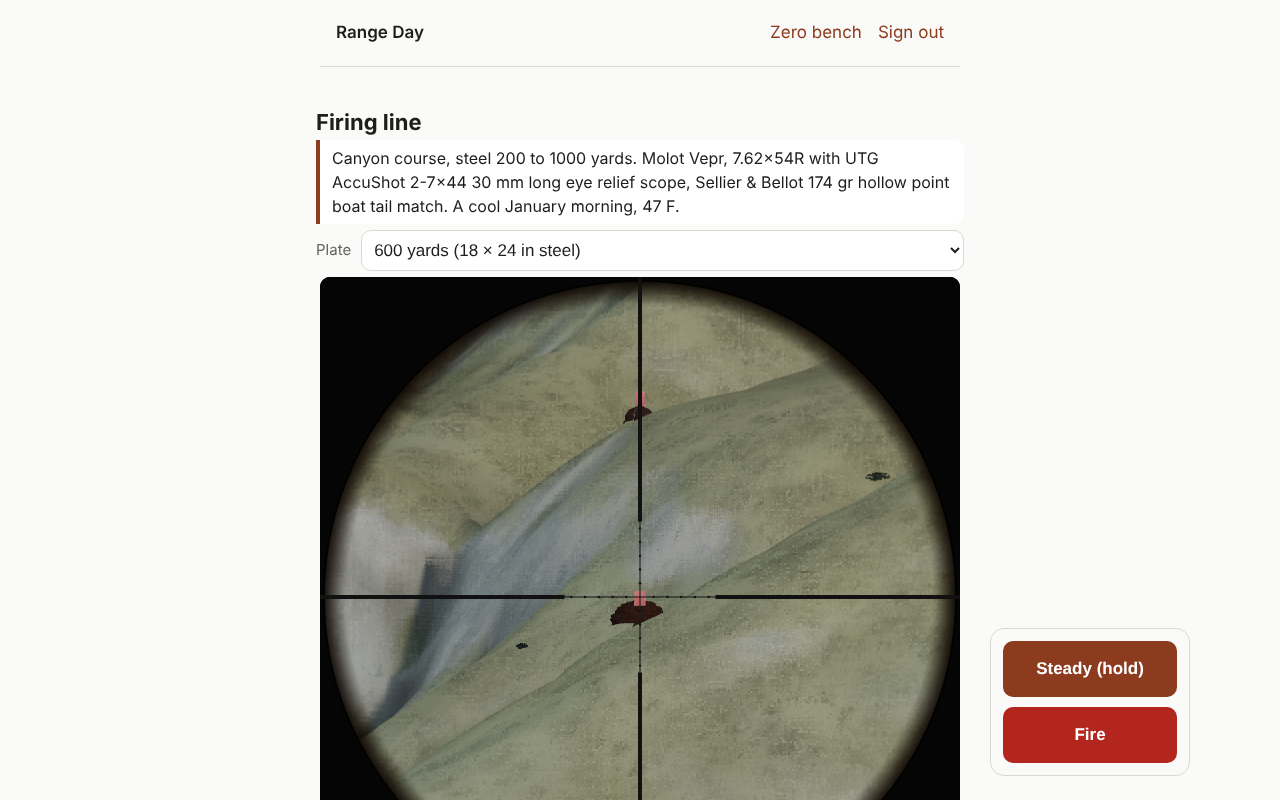 Range Day
Zero bench
Sign out
Firing line
Canyon course, steel 200 to 1000 yards. Molot Vepr, 7.62×54R with UTG
AccuShot 2-7×44 30 mm long eye relief scope, Sellier & Bellot 174 gr hollow point
boat tail match. A cool January morning, 47 F.
Plate
600 yards (18 × 24 in steel)
Steady (hold)
Fire